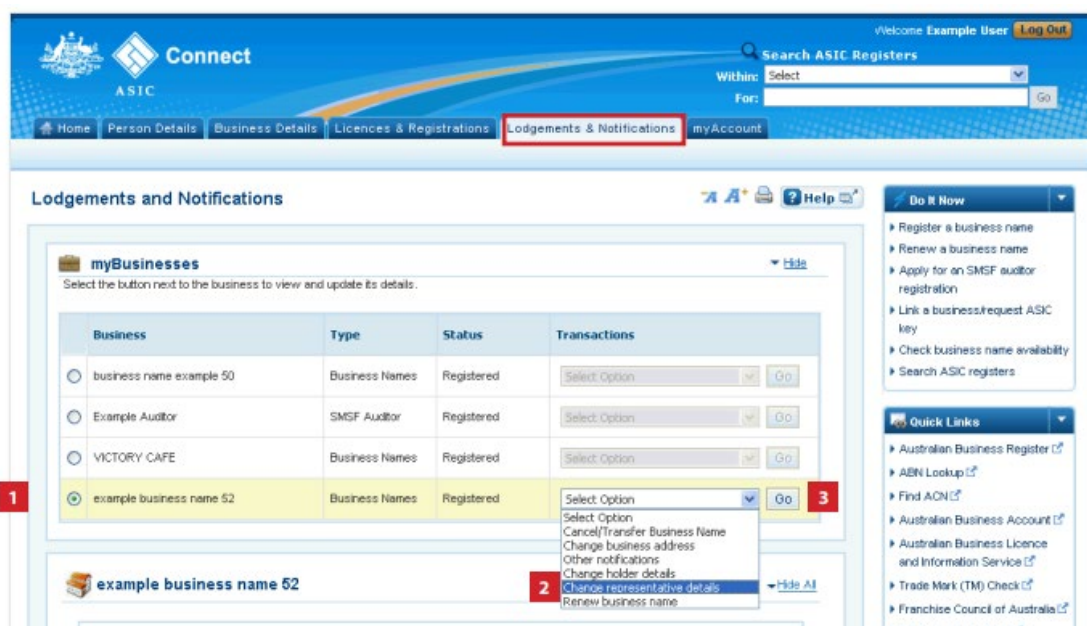 Welcome Example User Log Out
Connect
ASIC
Search ASIC Registers
Within: Select
For: Go
Home Person Details Business Details Licences & Registrations Lodgements & Notifications myAccount
Lodgements and Notifications
A A+ Help
myBusinesses Hide
Select the button next to the business to view and update its details.
Business Type Status Transactions
business name example 50 Business Names Registered Select Option Go
Example Auditor SMSF Auditor Registered Select Option Go
VICTORY CAFE Business Names Registered Select Option Go
1 example business name 52 Business Names Registered Select Option Go 3
Select Option
Cancel/Transfer Business Name
Change business address
Other notifications
Change holder details
2 Change representative details
Renew business name
example business name 52 Hide All
Do It Now
Register a business name
Renew a business name
Apply for an SMSF auditor
registration
Link a business/request ASIC
key
Check business name availability
Search ASIC registers
Quick Links
Australian Business Register
ABN Lookup
Find ACN
Australian Business Account
Australian Business Licence
and Information Service
Trade Mark (TM) Check
Franchise Council of Australia